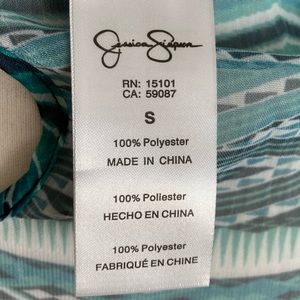 Jessica Simpson
RN: 15101
CA: 59087
S
100% Polyester
MADE IN CHINA
100% Poliester
HECHO EN CHINA
100% Polyester
FABRIQUÉ EN CHINE